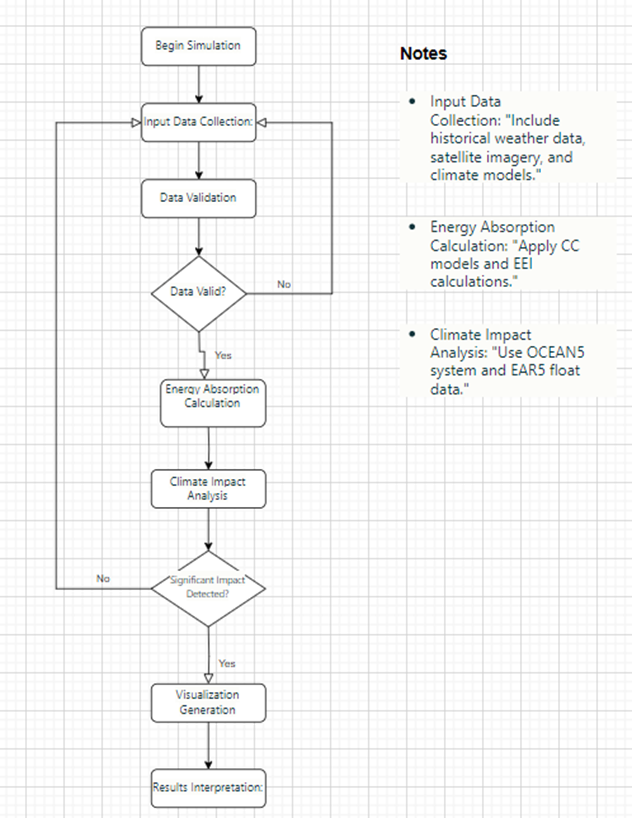 Begin Simulation
Input Data Collection:
Data Validation
Data Valid?
No
Yes
Energy Absorption
Calculation
Climate Impact
Analysis
Significant Impact
Detected?
No
Yes
Visualization
Generation
Results Interpretation:
Notes
• Input Data
Collection: "Include
historical weather data,
satellite imagery, and
climate models."
• Energy Absorption
Calculation: "Apply CC
models and EEI
calculations."
• Climate Impact
Analysis: "Use OCEAN5
system and EAR5 float
data."